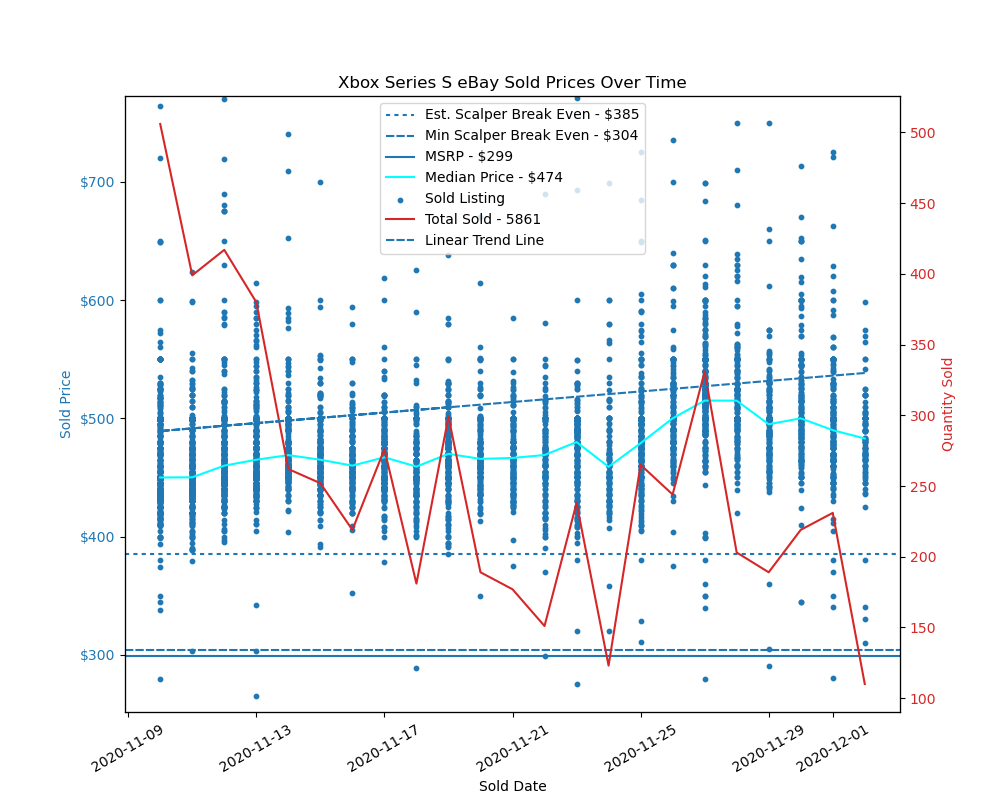 Xbox Series S eBay Sold Prices Over Time
Est. Scalper Break Even - $385
Min Scalper Break Even - $304
MSRP - $299
Median Price - $474
Sold Listing
Total Sold - 5861
Linear Trend Line
$700
$600
$500
$400
$300
Sold Price
500
450
400
350
300
250
200
150
100
Quantity Sold
2020-11-09
2020-11-13
2020-11-17
2020-11-21
2020-11-25
2020-11-29
2020-12-01
Sold Date